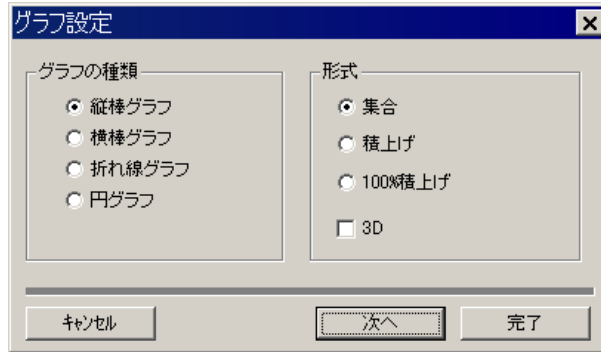 グラフ設定
グラフの種類
縦棒グラフ
横棒グラフ
折れ線グラフ
円グラフ
形式
集合
積上げ
100%積上げ
3D
ｷｬﾝｾﾙ
次へ
完了